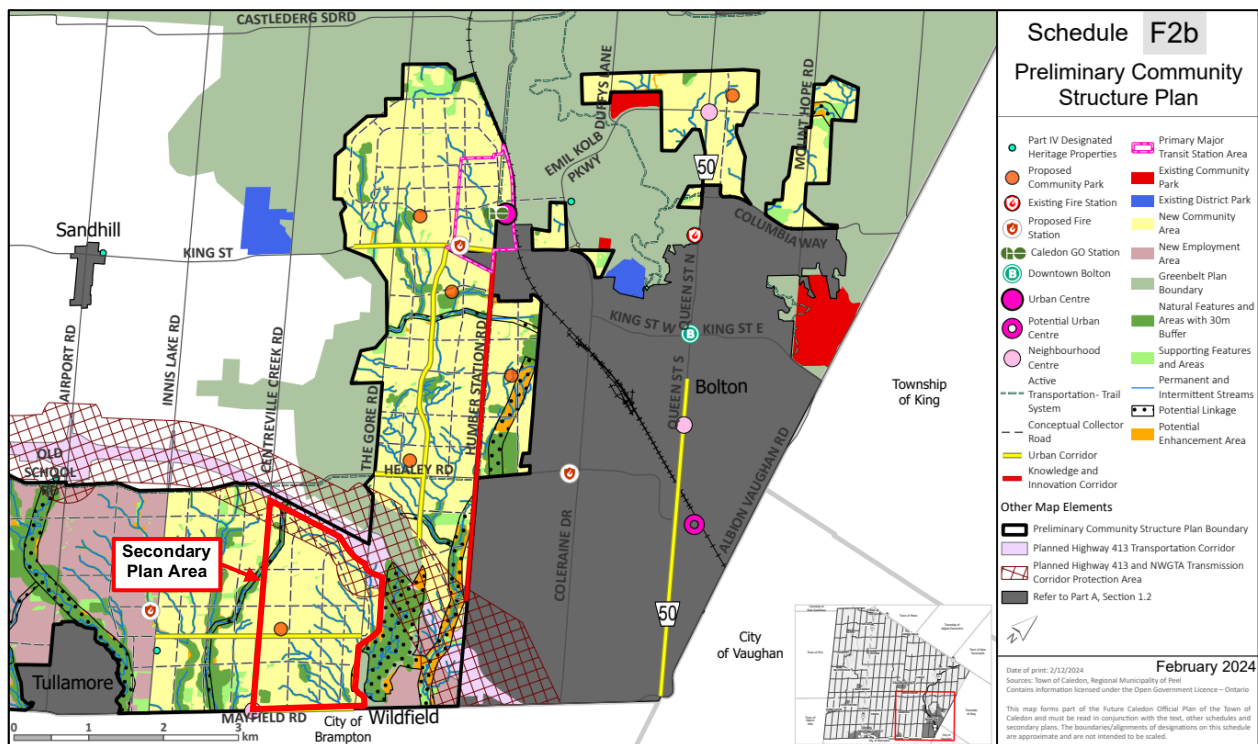 CASTLEDERG SDRD
EMIL KOLB
PKWY
DUFFYS LANE
MOUNT HOPE RD
50
COLUMBIA WAY
Sandhill
KING ST
AIRPORT RD
INNIS LAKE RD
CENTREVILLE CREEK RD
THE GORE RD
HUMBER STATION RD
HEALEY RD
QUEEN ST N
KING ST W
KING ST E
B
QUEEN ST S
Bolton
Township
of King
OLD
SCHOOL
COLERAINE DR
ALBION VAUGHAN RD
Secondary
Plan Area
50
City
of Vaughan
Tullamore
MAYFIELD RD
City of
Brampton
Wildfield
0 1 2 3
km
Schedule F2b
Preliminary Community
Structure Plan
Part IV Designated
Heritage Properties
Proposed
Community Park
Existing Fire Station
Proposed Fire
Station
Caledon GO Station
B
Downtown Bolton
Urban Centre
Potential Urban
Centre
Neighbourhood
Centre
Active
Transportation- Trail
System
Conceptual Collector
Road
Urban Corridor
Knowledge and
Innovation Corridor
Primary Major
Transit Station Area
Existing Community
Park
Existing District Park
New Community
Area
New Employment
Area
Greenbelt Plan
Boundary
Natural Features and
Areas with 30m
Buffer
Supporting Features
and Areas
Permanent and
Intermittent Streams
Potential Linkage
Potential
Enhancement Area
Other Map Elements
Preliminary Community Structure Plan Boundary
Planned Highway 413 Transportation Corridor
Planned Highway 413 and NWGTA Transmission
Corridor Protection Area
Refer to Part A, Section 1.2
N
Date of print: 2/12/2024
February 2024
Sources: Town of Caledon, Regional Municipality of Peel
Contains information licensed under the Open Government Licence – Ontario
This map forms part of the Future Caledon Official Plan of the Town of
Caledon and must be read in conjunction with the text, other schedules and
secondary plans. The boundaries/alignments of designations on this schedule
are approximate and are not intended to be scaled.